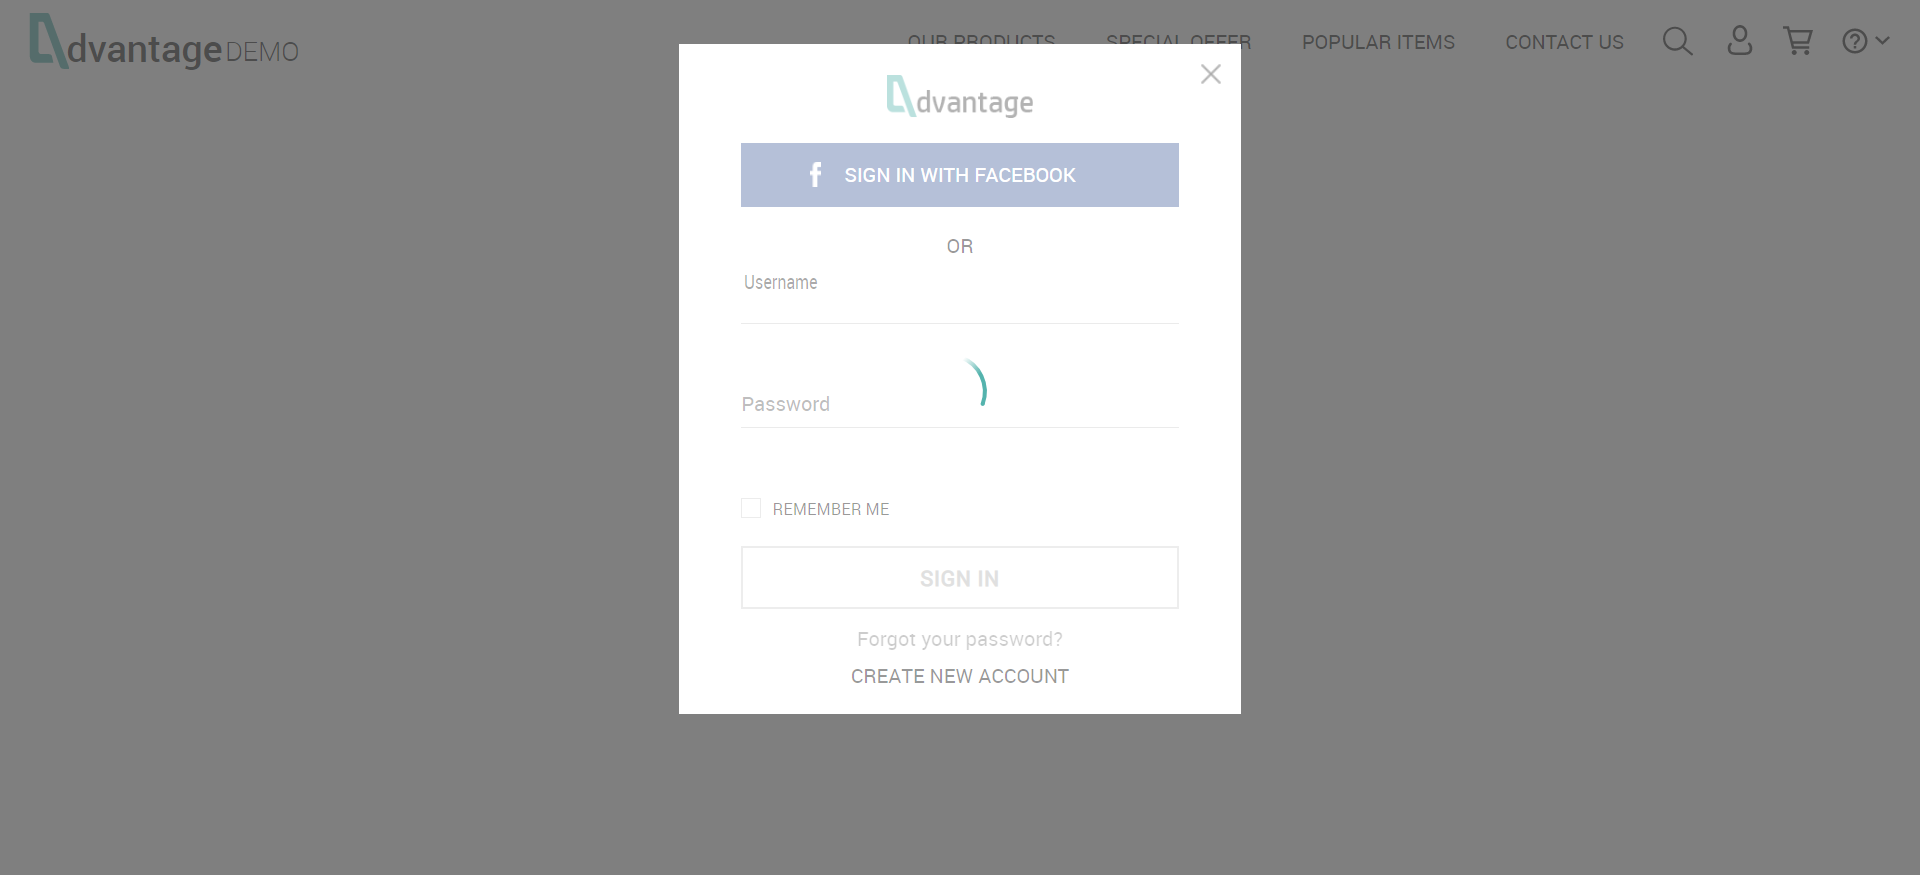 dvantage DEMO
OUR PRODUCTS
SPECIAL OFFER
POPULAR ITEMS
CONTACT US
dvantage
SIGN IN WITH FACEBOOK
OR
Username
Password
REMEMBER ME
SIGN IN
Forgot your password?
CREATE NEW ACCOUNT